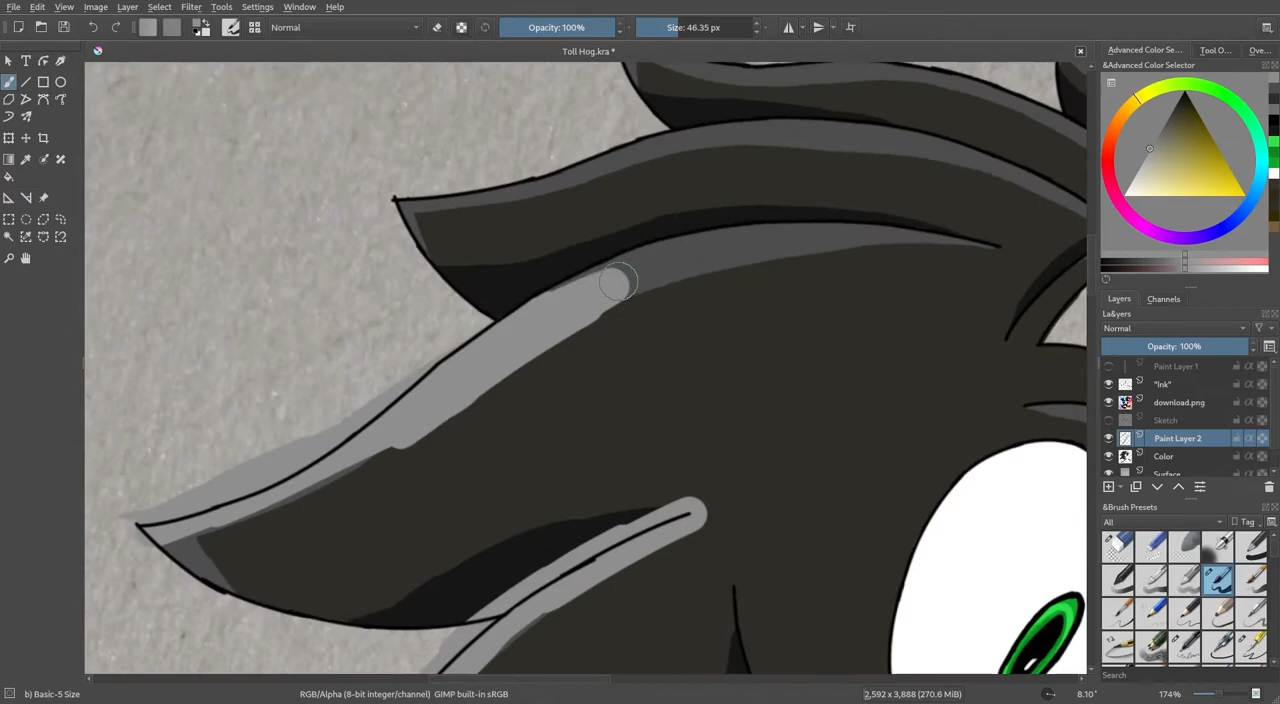 File Edit View Image Layer Select Filter Tools Settings Window Help
Normal Opacity: 100% Size: 46.35 px
Toll Hog.kra *
Advanced Color Se... Tool O... Ove...
&Advanced Color Selector
Layers Channels
La&yers
Normal
Opacity: 100%
Paint Layer 1
"Ink"
download.png
Sketch
Paint Layer 2
Color
Surface
&Brush Presets
All Tag
Search
b) Basic-5 Size RGB/Alpha (8-bit integer/channel) GIMP built-in sRGB 2,592 x 3,888 (270.6 MiB) 8.10° 174%